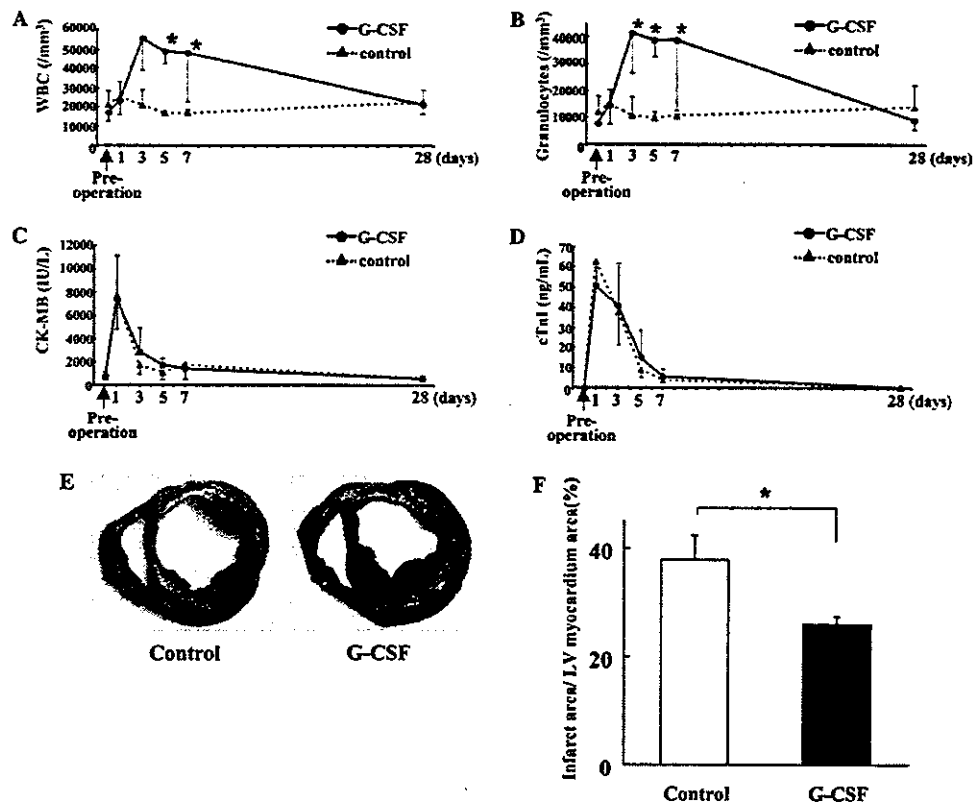 A
WBC (/mm³)
60000
50000
40000
30000
20000
10000
0
* *
G-CSF
control
1 3 5 7 28 (days)
Pre-
operation
B
Granulocytes (/mm³)
40000
30000
20000
10000
0
* * *
G-CSF
control
1 3 5 7 28 (days)
Pre-
operation
C
CK-MB (IU/L)
12000
10000
8000
6000
4000
2000
0
G-CSF
control
1 3 5 7 28 (days)
Pre-
operation
D
cTnI (ng/mL)
70
60
50
40
30
20
10
0
G-CSF
control
1 3 5 7 28 (days)
Pre-
operation
E
Control G-CSF
F
Infarct area/ LV myocardium area(%)
40
20
0
*
Control G-CSF